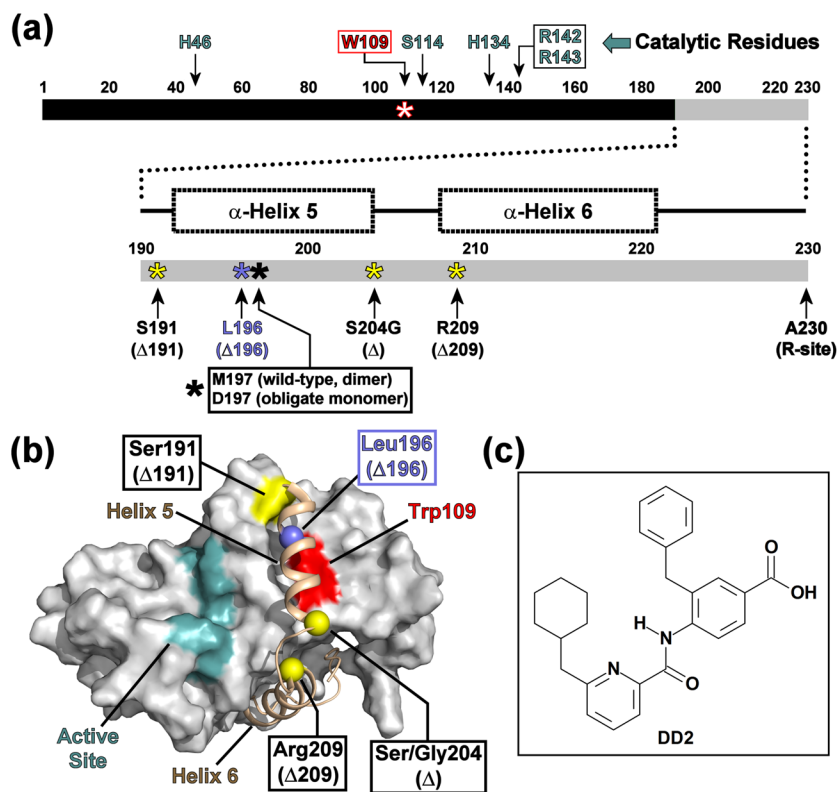 (a)
H46
W109
S114
H134
R142
R143
Catalytic Residues
1 20 40 60 80 100 120 140 160 180 200 220 230
α-Helix 5
α-Helix 6
190 200 210 220 230
S191
(Δ191)
L196
(Δ196)
S204G
(Δ)
R209
(Δ209)
A230
(R-site)
* M197 (wild-type, dimer)
D197 (obligate monomer)
(b)
Ser191
(Δ191)
Leu196
(Δ196)
Helix 5
Trp109
Active
Site
Helix 6
Arg209
(Δ209)
Ser/Gly204
(Δ)
(c)
O
OH
H
N
N
O
DD2